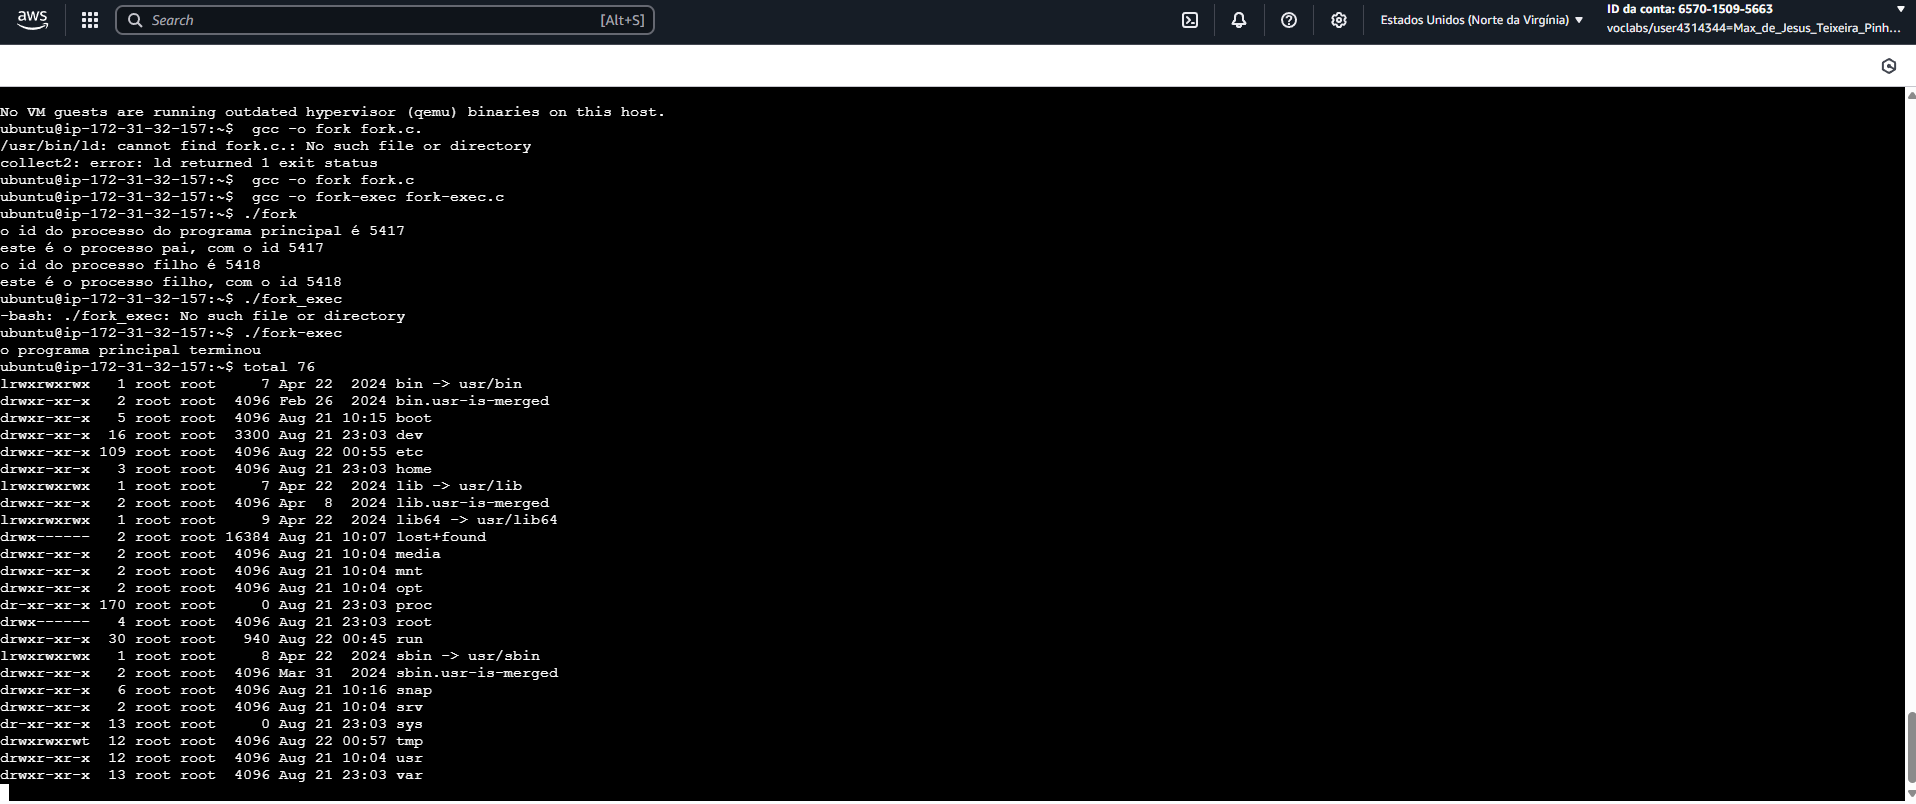 aws
Search [Alt+S]
Estados Unidos (Norte da Virgínia) ▼
ID da conta: 6570-1509-5663
voclabs/user4314344=Max_de_Jesus_Teixeira_Pinh...
No VM guests are running outdated hypervisor (qemu) binaries on this host.
ubuntu@ip-172-31-32-157:~$  gcc -o fork fork.c.
/usr/bin/ld: cannot find fork.c.: No such file or directory
collect2: error: ld returned 1 exit status
ubuntu@ip-172-31-32-157:~$  gcc -o fork fork.c
ubuntu@ip-172-31-32-157:~$  gcc -o fork-exec fork-exec.c
ubuntu@ip-172-31-32-157:~$ ./fork
o id do processo do programa principal é 5417
este é o processo pai, com o id 5417
o id do processo filho é 5418
este é o processo filho, com o id 5418
ubuntu@ip-172-31-32-157:~$ ./fork_exec
-bash: ./fork_exec: No such file or directory
ubuntu@ip-172-31-32-157:~$ ./fork-exec
o programa principal terminou
ubuntu@ip-172-31-32-157:~$ total 76
lrwxrwxrwx   1 root root     7 Apr 22  2024 bin -> usr/bin
drwxr-xr-x   2 root root  4096 Feb 26  2024 bin.usr-is-merged
drwxr-xr-x   5 root root  4096 Aug 21 10:15 boot
drwxr-xr-x  16 root root  3300 Aug 21 23:03 dev
drwxr-xr-x 109 root root  4096 Aug 22 00:55 etc
drwxr-xr-x   3 root root  4096 Aug 21 23:03 home
lrwxrwxrwx   1 root root     7 Apr 22  2024 lib -> usr/lib
drwxr-xr-x   2 root root  4096 Apr  8  2024 lib.usr-is-merged
lrwxrwxrwx   1 root root     9 Apr 22  2024 lib64 -> usr/lib64
drwx------   2 root root 16384 Aug 21 10:07 lost+found
drwxr-xr-x   2 root root  4096 Aug 21 10:04 media
drwxr-xr-x   2 root root  4096 Aug 21 10:04 mnt
drwxr-xr-x   2 root root  4096 Aug 21 10:04 opt
dr-xr-xr-x 170 root root     0 Aug 21 23:03 proc
drwx------   4 root root  4096 Aug 21 23:03 root
drwxr-xr-x  30 root root   940 Aug 22 00:45 run
lrwxrwxrwx   1 root root     8 Apr 22  2024 sbin -> usr/sbin
drwxr-xr-x   2 root root  4096 Mar 31  2024 sbin.usr-is-merged
drwxr-xr-x   6 root root  4096 Aug 21 10:16 snap
drwxr-xr-x   2 root root  4096 Aug 21 10:04 srv
dr-xr-xr-x  13 root root     0 Aug 21 23:03 sys
drwxrwxrwt  12 root root  4096 Aug 22 00:57 tmp
drwxr-xr-x  12 root root  4096 Aug 21 10:04 usr
drwxr-xr-x  13 root root  4096 Aug 21 23:03 var